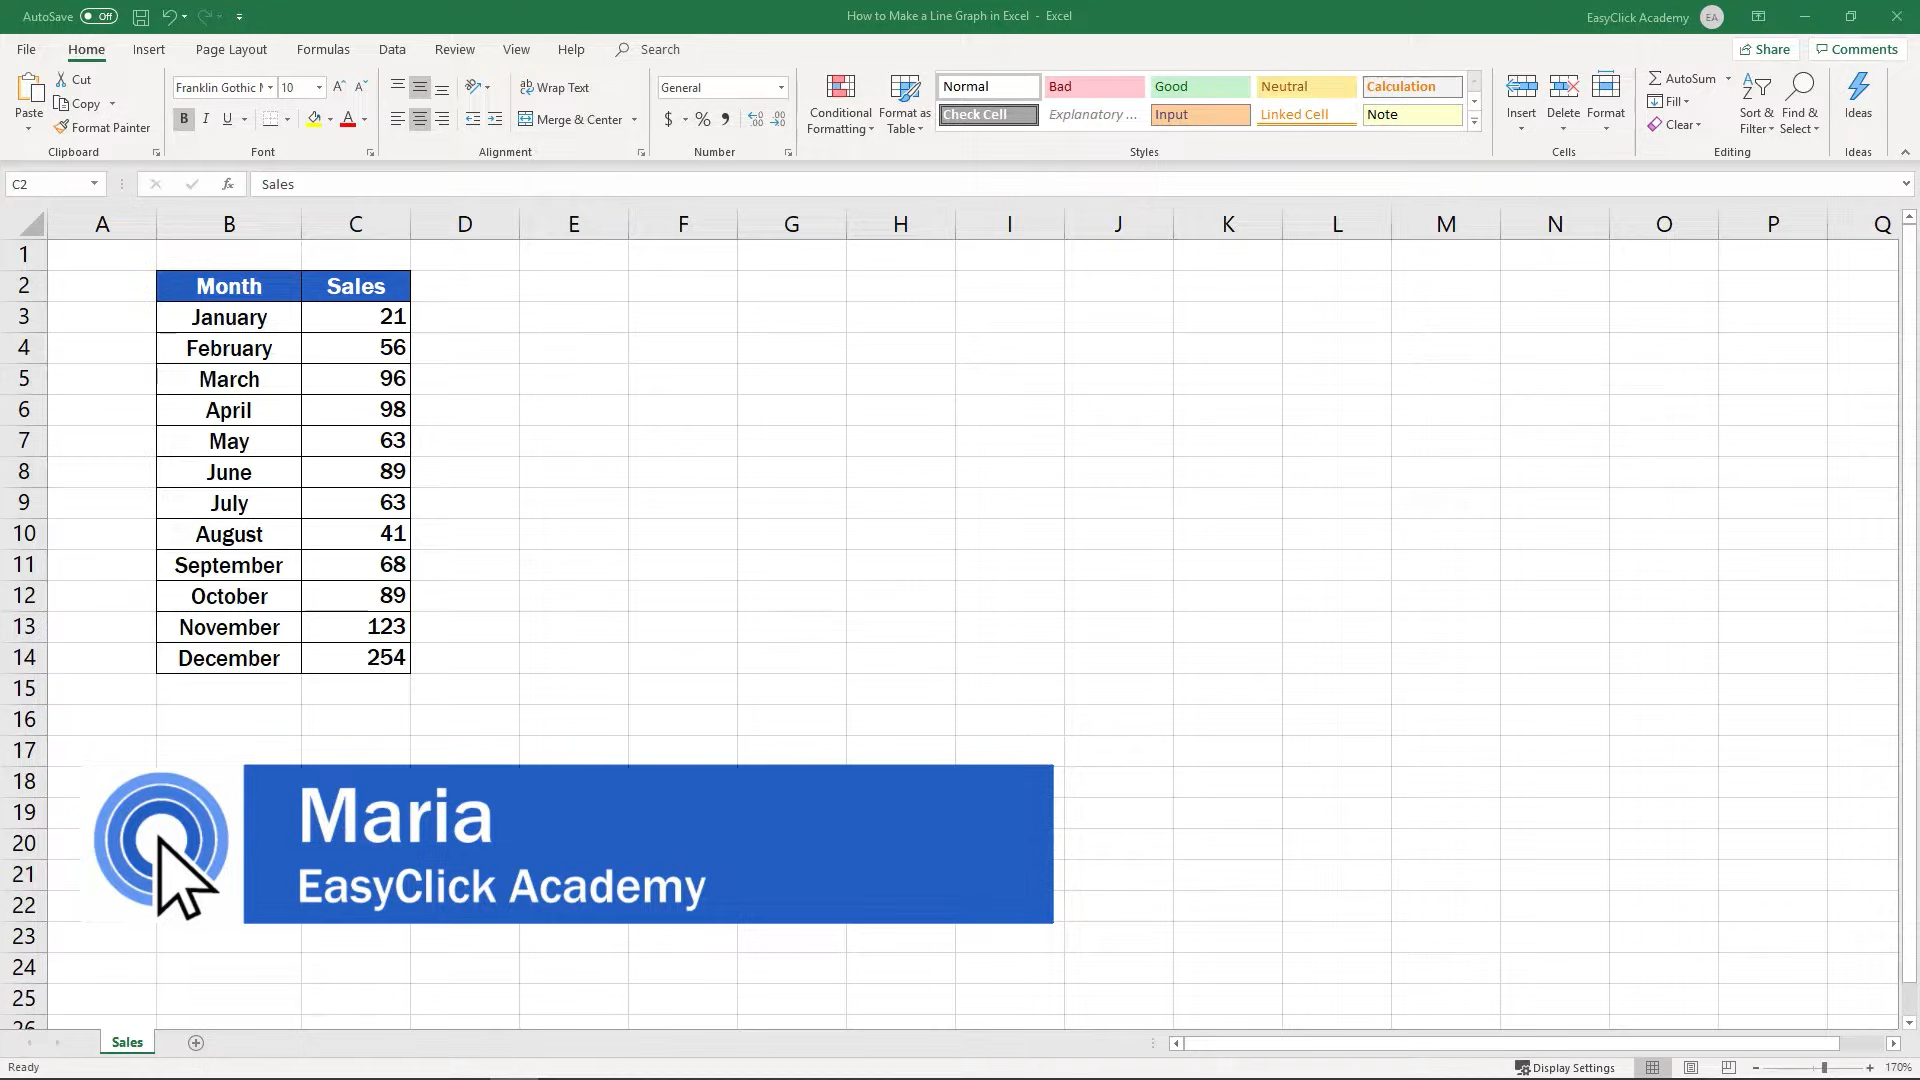 AutoSave Off
How to Make a Line Graph in Excel - Excel
EasyClick Academy EA
File Home Insert Page Layout Formulas Data Review View Help Search
Share Comments
Paste
Cut
Copy
Format Painter
Clipboard
Franklin Gothic M 10
B I U
Font
Wrap Text
Merge & Center
Alignment
General
$ % 9
Number
Conditional Formatting
Format as Table
Normal Bad Good Neutral Calculation
Check Cell Explanatory ... Input Linked Cell Note
Styles
Insert Delete Format
Cells
AutoSum
Fill
Clear
Sort & Filter
Find & Select
Editing
Ideas
Ideas
C2 fx Sales
A B C D E F G H I J K L M N O P Q
1
2 Month Sales
3 January 21
4 February 56
5 March 96
6 April 98
7 May 63
8 June 89
9 July 63
10 August 41
11 September 68
12 October 89
13 November 123
14 December 254
15
16
17
18
19
20
21
22
23
24
25
26
Maria
EasyClick Academy
Sales
Ready
Display Settings
170%